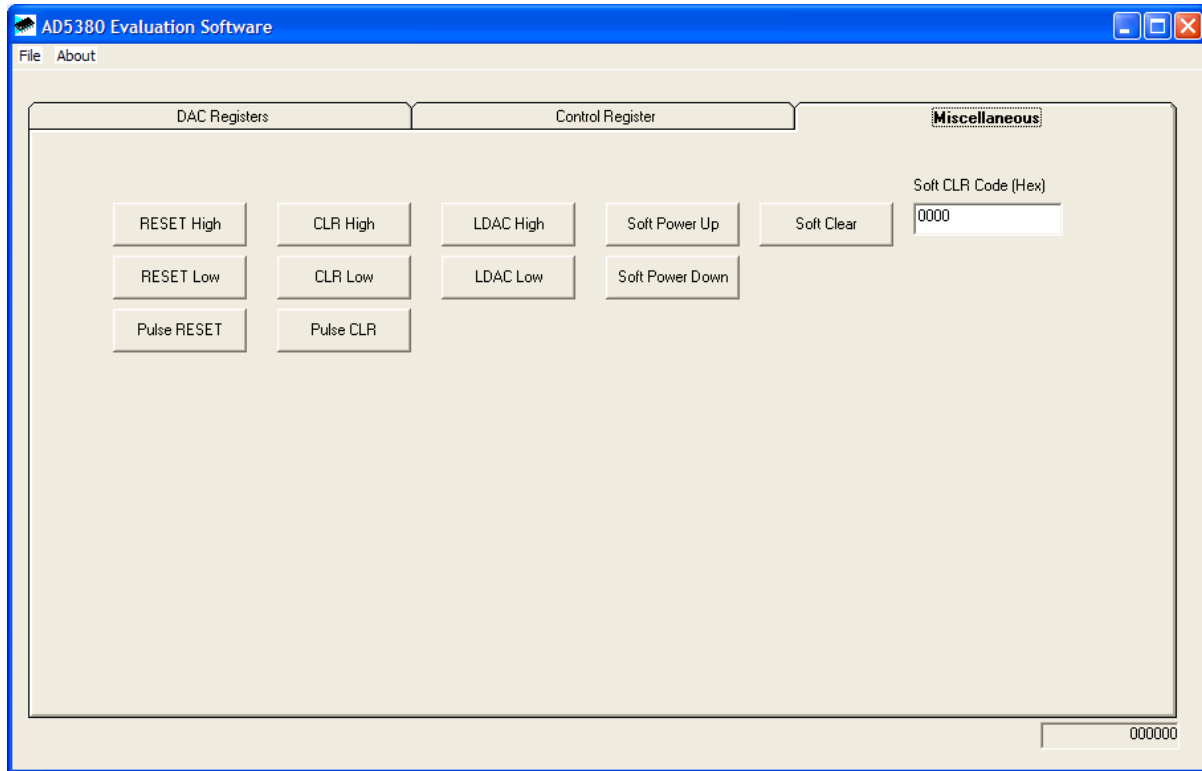 AD5380 Evaluation Software
File About
DAC Registers Control Register Miscellaneous
Soft CLR Code (Hex)
RESET High CLR High LDAC High Soft Power Up Soft Clear 0000
RESET Low CLR Low LDAC Low Soft Power Down
Pulse RESET Pulse CLR
000000